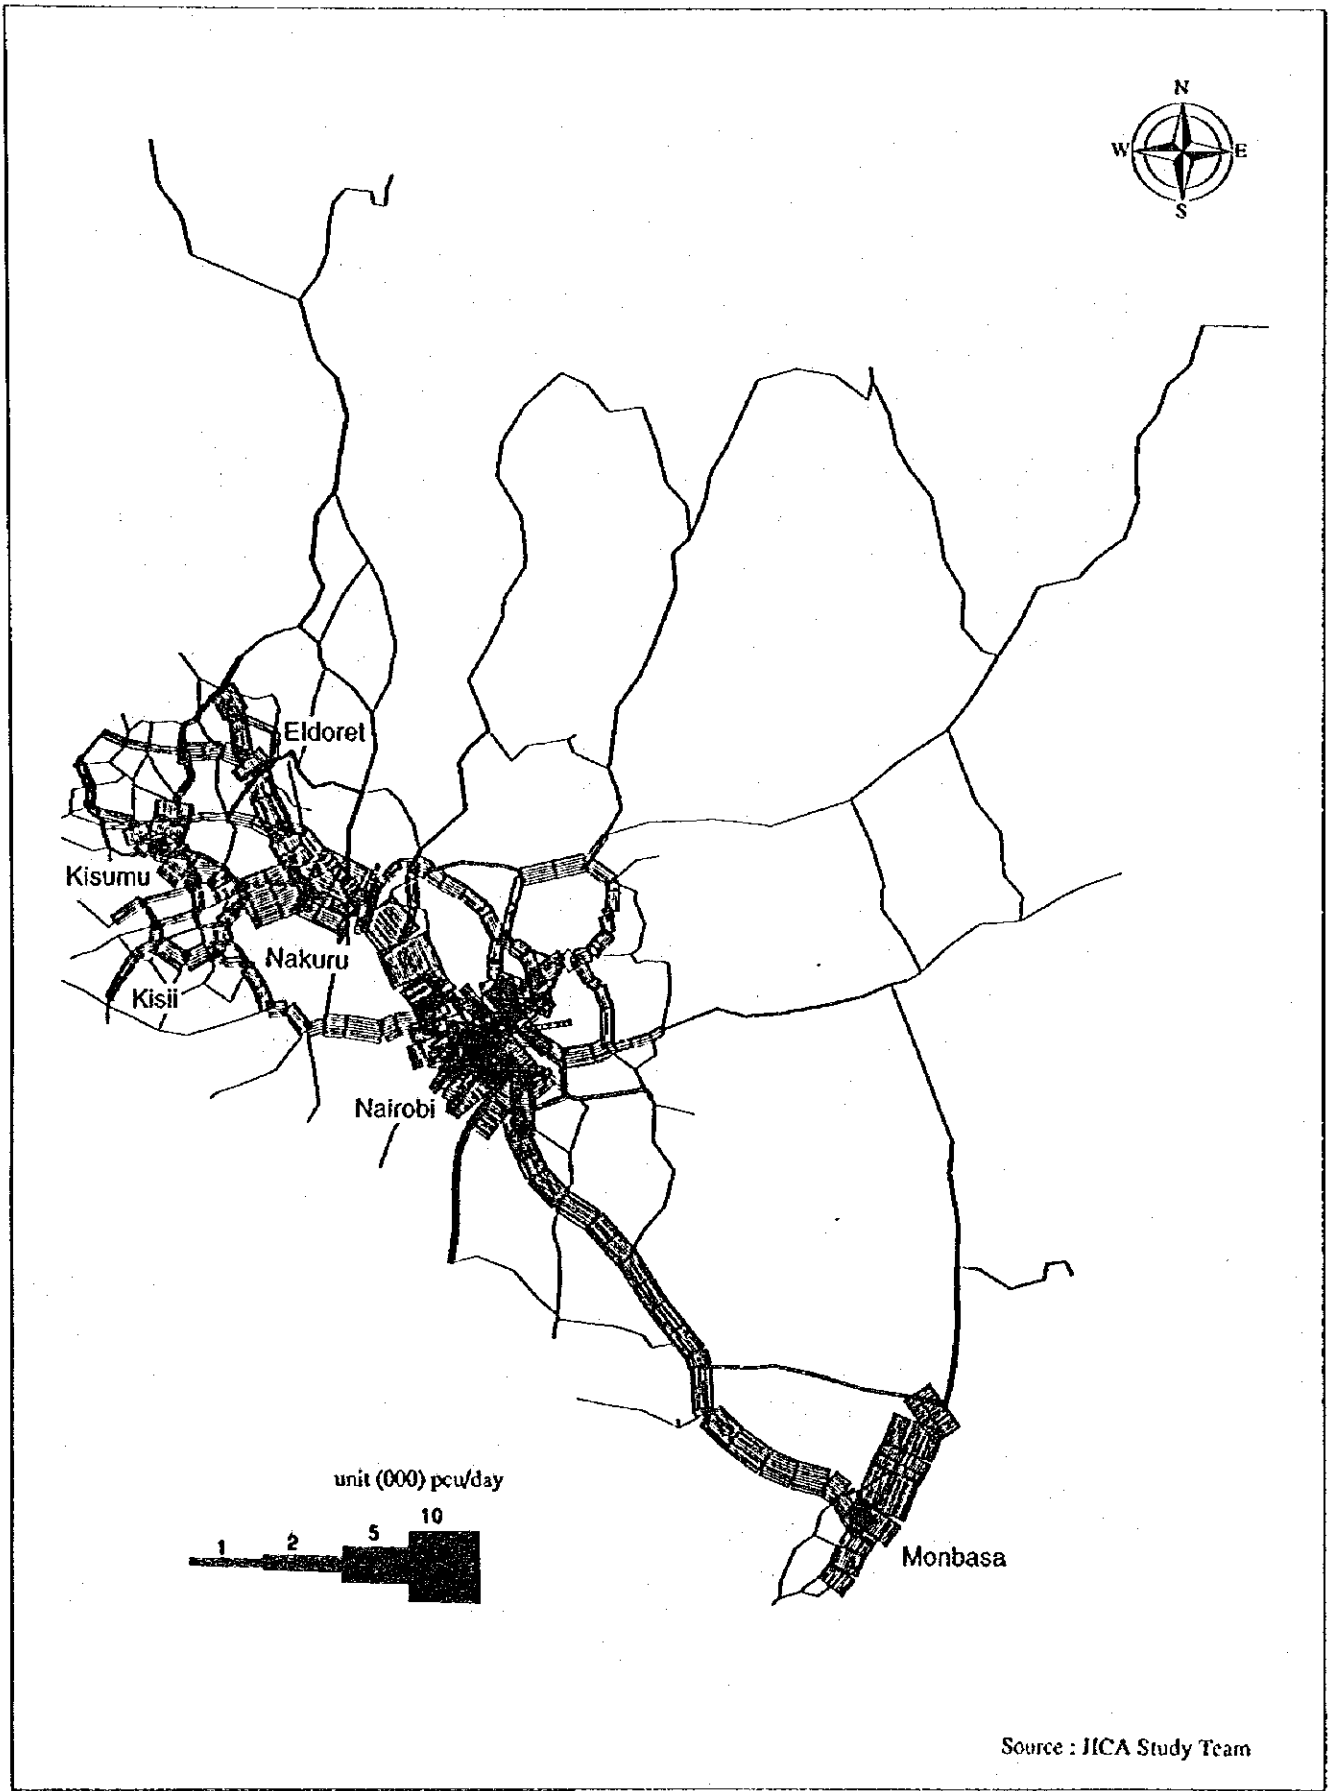 N
W E
S
Eldoret
Kisumu
Nakuru
Kisii
Nairobi
unit (000) pcu/day
1 2 5 10
Monbasa
Source : JICA Study Team